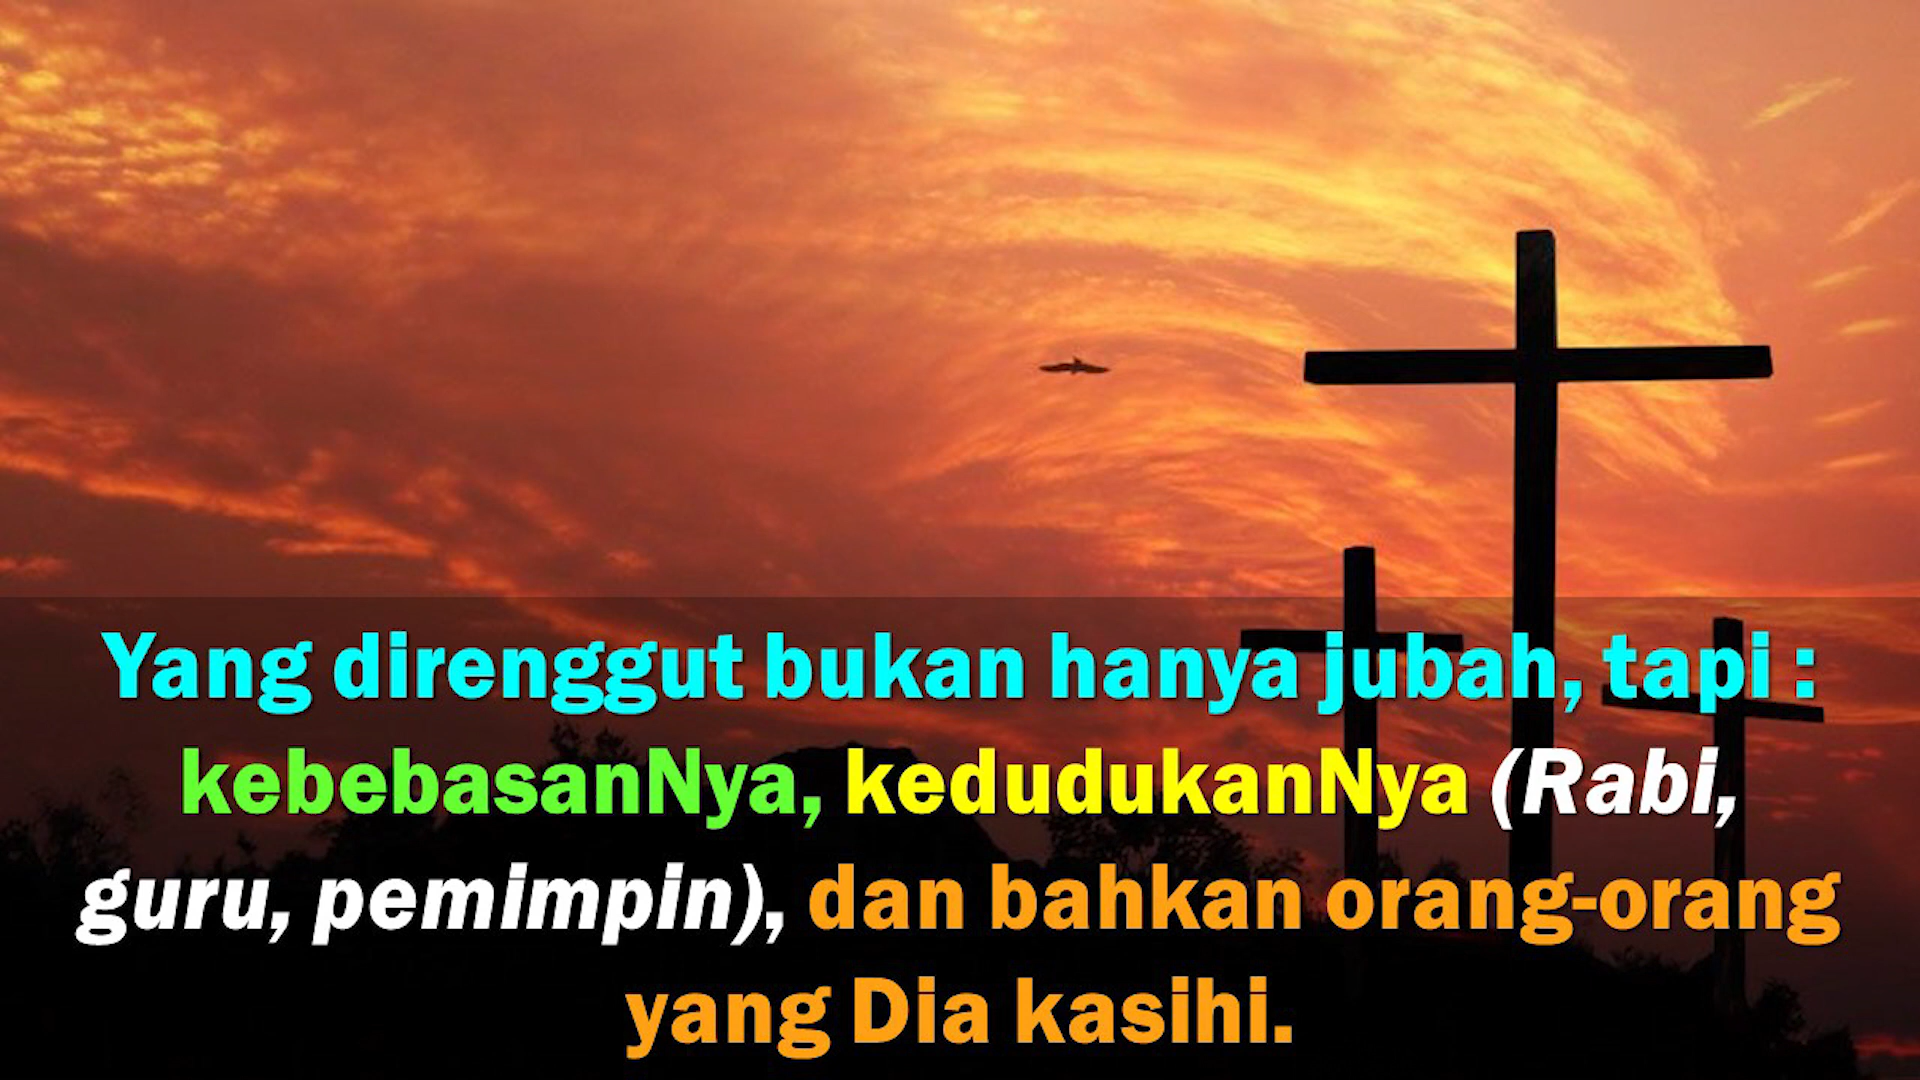 Yang direnggut bukan hanya jubah, tapi :
kebebasanNya, kedudukanNya (Rabi,
guru, pemimpin), dan bahkan orang-orang
yang Dia kasihi.